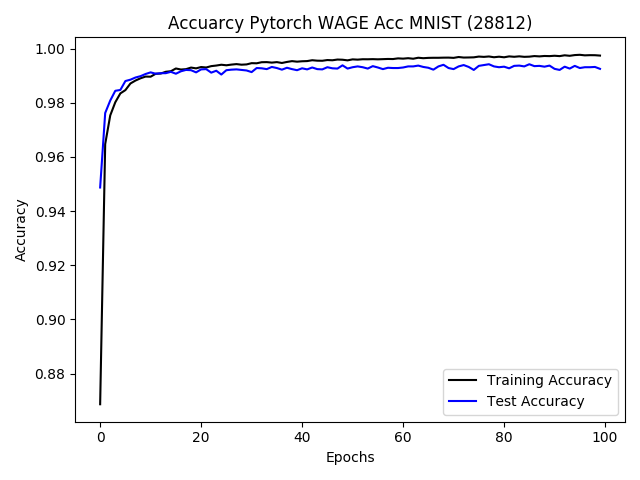 Accuarcy Pytorch WAGE Acc MNIST (28812)
1.00
0.98
0.96
0.94
0.92
0.90
0.88
Accuracy
0 20 40 60 80 100
Epochs
Training Accuracy
Test Accuracy